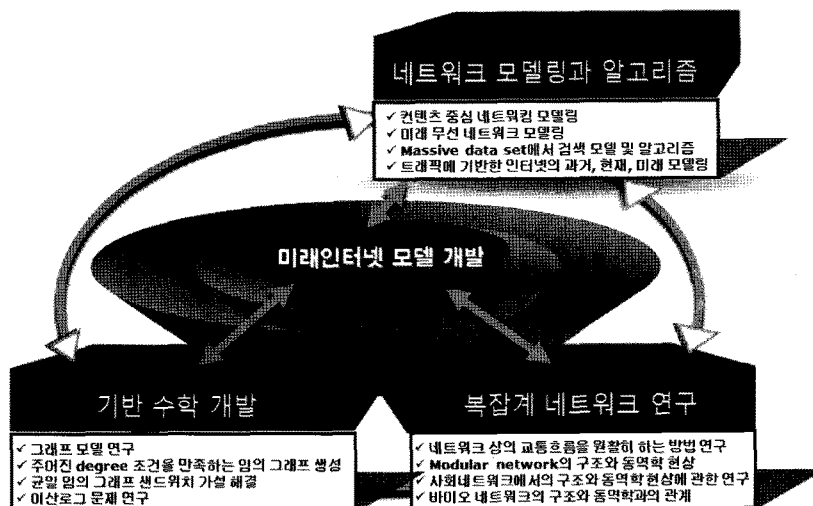 네트워크 모델링과 알고리즘
✓ 컨텐츠 중심 네트워킹 모델링
✓ 미래 무선 네트워크 모델링
✓ Massive data set에서 검색 모델 및 알고리즘
✓ 트래픽에 기반한 인터넷의 과거, 현재, 미래 모델링
미래인터넷 모델 개발
기반 수학 개발
✓ 그래프 모델 연구
✓ 주어진 degree 조건을 만족하는 임의 그래프 생성
✓ 균일 임의 그래프 샌드위치 가설 해결
✓ 이산로그 문제 연구
복잡계 네트워크 연구
✓ 네트워크 상의 교통흐름을 원활히 하는 방법 연구
✓ Modular network의 구조와 동역학 현상
✓ 사회네트워크에서의 구조와 동역학 현상에 관한 연구
✓ 바이오 네트워크의 구조와 동역학과의 관계